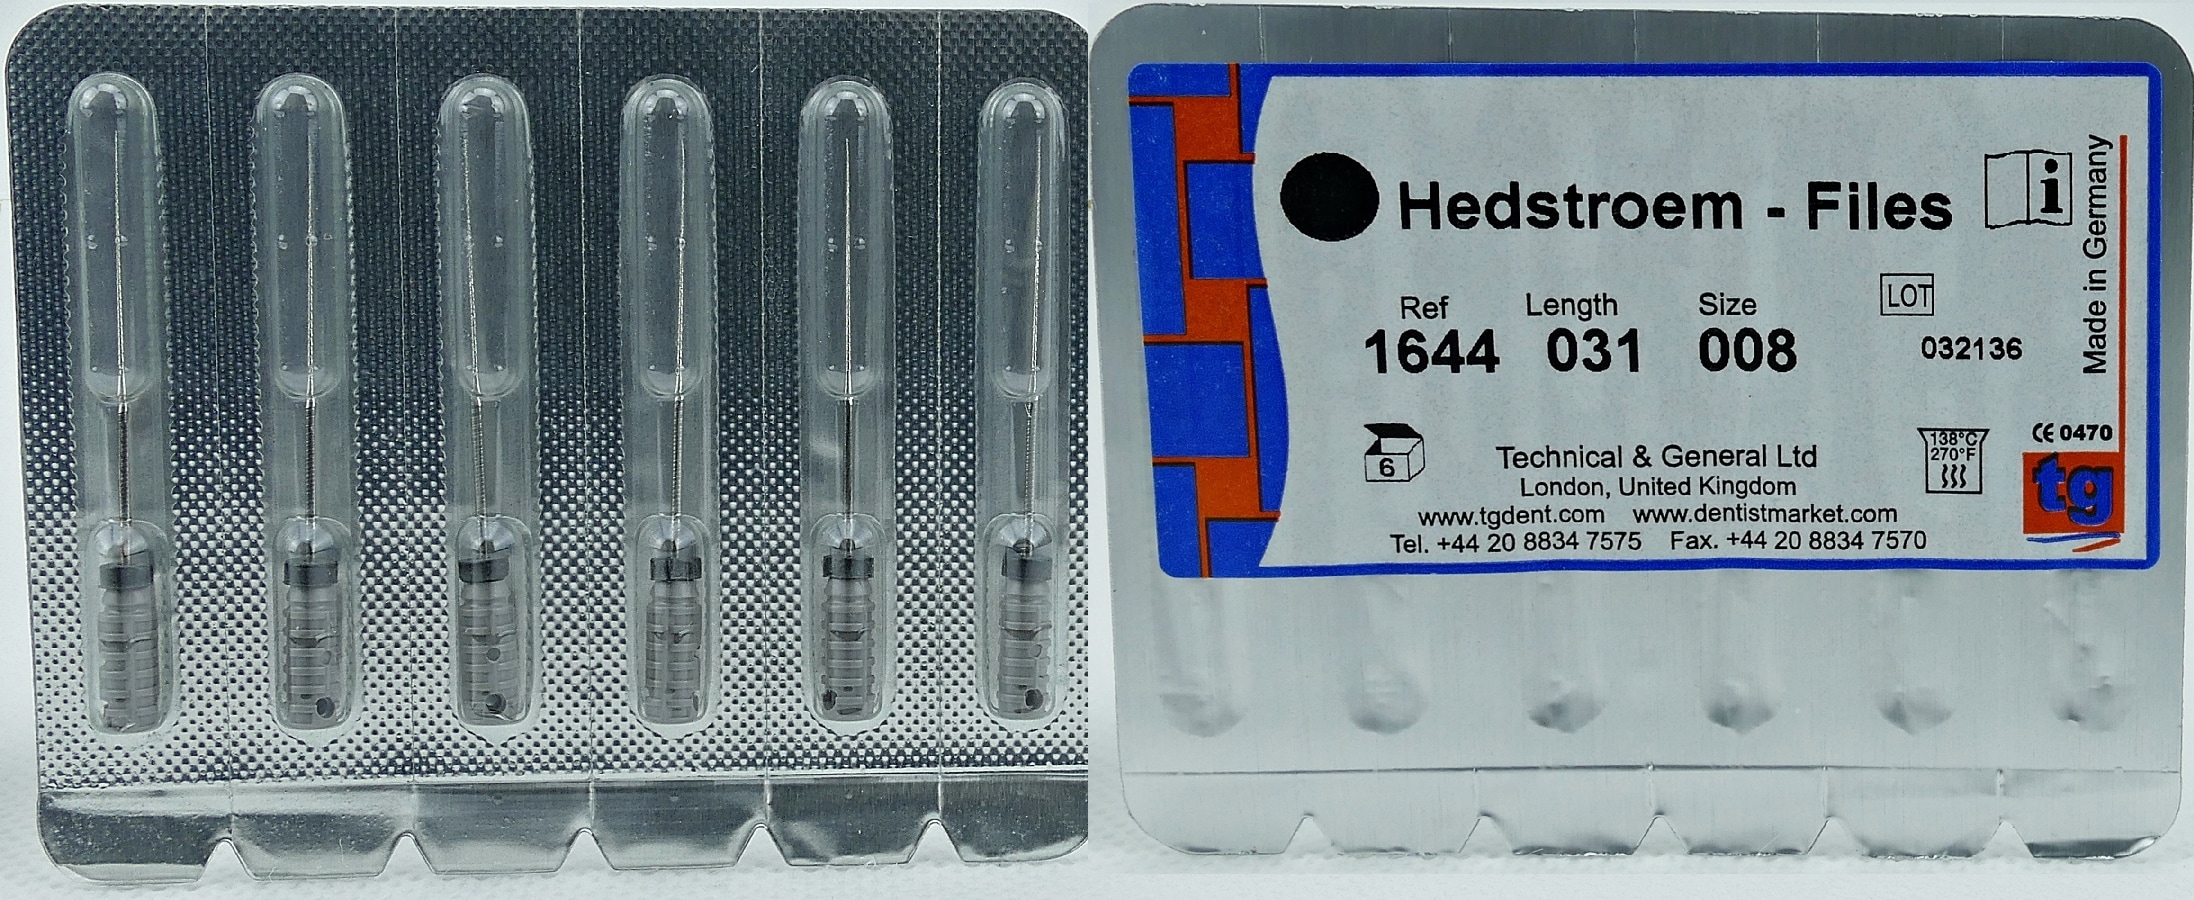 Hedstroem - Files
i
Made in Germany
Ref Length Size LOT
1644 031 008 032136
6
Technical & General Ltd
London, United Kingdom
www.tgdent.com www.dentistmarket.com
Tel. +44 20 8834 7575 Fax. +44 20 8834 7570
138°C
270°F
CE 0470
tg